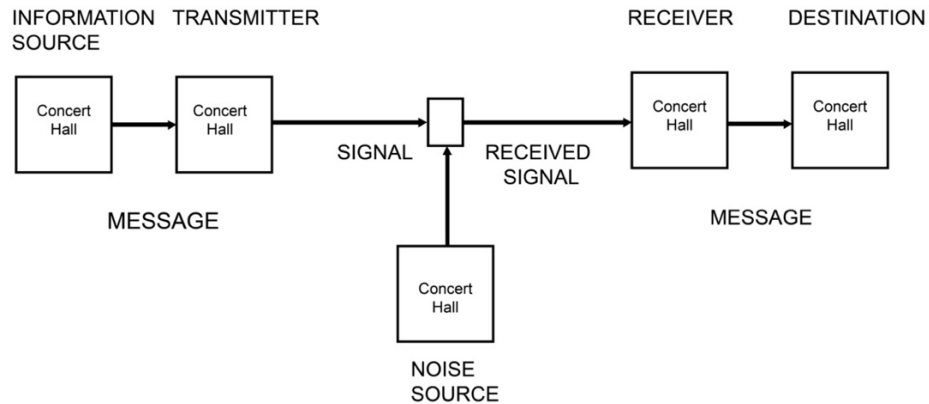 INFORMATION
SOURCE
TRANSMITTER
RECEIVER
DESTINATION
Concert
Hall
Concert
Hall
Concert
Hall
Concert
Hall
SIGNAL
RECEIVED
SIGNAL
MESSAGE
MESSAGE
Concert
Hall
NOISE
SOURCE